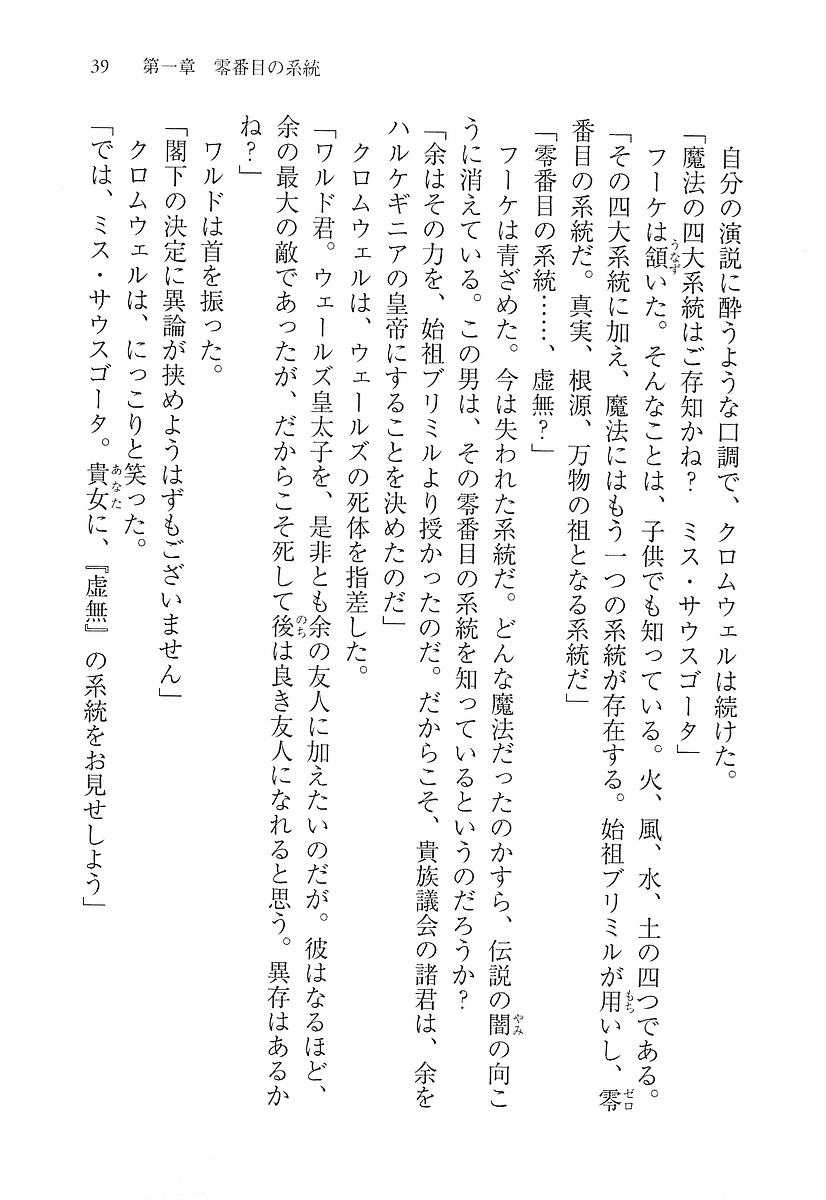 39　第一章　零番目の系統
自分の演説に酔うような口調で、クロムウェルは続けた。
「魔法の四大系統はご存知かね？　ミス・サウスゴータ」
フーケは頷いた。そんなことは、子供でも知っている。火、風、水、土の四つである。
「その四大系統に加え、魔法にはもう一つの系統が存在する。始祖ブリミルが用いし、零
番目の系統だ。真実、根源、万物の祖となる系統だ」
「零番目の系統……、虚無？」
フーケは青ざめた。今は失われた系統だ。どんな魔法だったのかすら、伝説の闇の向こ
うに消えている。この男は、その零番目の系統を知っているというのだろうか？
「余はその力を、始祖ブリミルより授かったのだ。だからこそ、貴族議会の諸君は、余を
ハルケギニアの皇帝にすることを決めたのだ」
クロムウェルは、ウェールズの死体を指差した。
「ワルド君。ウェールズ皇太子を、是非とも余の友人に加えたいのだが。彼はなるほど、
余の最大の敵であったが、だからこそ死して後は良き友人になれると思う。異存はあるか
ね？」
ワルドは首を振った。
「閣下の決定に異論が挟めようはずもございません」
クロムウェルは、にっこりと笑った。
「では、ミス・サウスゴータ。貴女に、『虚無』の系統をお見せしよう」